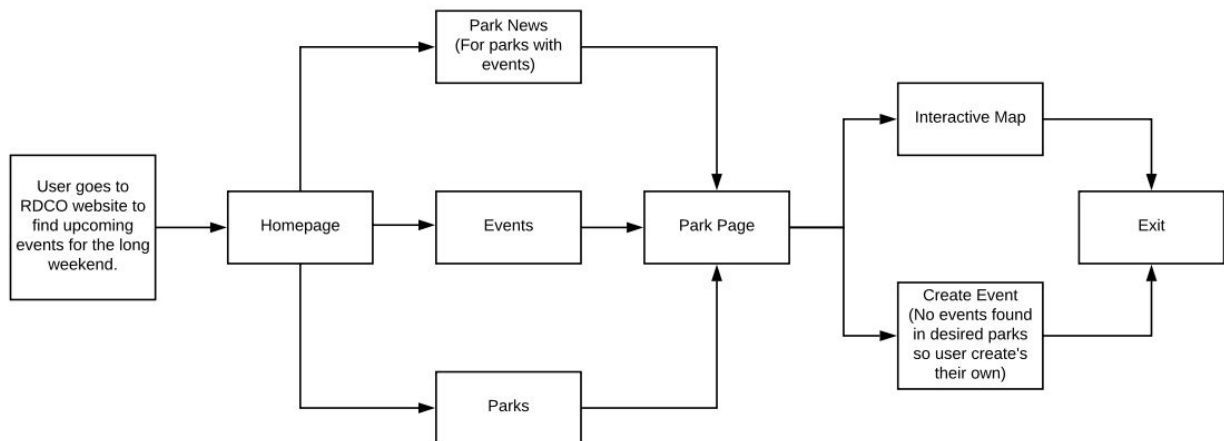 User goes to
RDCO website to
find upcoming
events for the long
weekend.
Homepage
Park News
(For parks with
events)
Events
Parks
Park Page
Interactive Map
Create Event
(No events found
in desired parks
so user create's
their own)
Exit